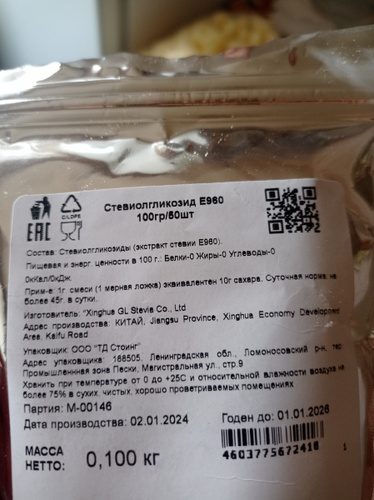 Стевиолгликозид Е960
100гр/50шт
C/LDPE
EAC
Состав: Стевиолгликозиды (экстракт стевии Е960).
Пищевая и энерг. ценности в 100 г.: Белки-0 Жиры-0 Углеводы-0
0кКал/0кДж
Прим-е: 1г. смеси (1 мерная ложка) эквивалентен 10г сахара. Суточная норма: не
более 45г. в сутки.
Изготовитель: "Xinghua GL Stevia Co., Ltd
Адрес производства: КИТАЙ, Jiangsu Province, Xinghua Economy Developed
Area, Kaifu Road
Упаковщик: ООО "ТД Стоинг"
Адрес упаковщика: 188505, Ленинградская обл., Ломоносовский р-н, тер
Промышленная зона Пески, Магистральная ул., стр.9
Хранить при температуре от 0 до +25С и относительной влажности воздуха не
более 75% в сухих, чистых, хорошо проветриваемых помещениях
Партия: М-00146
Дата производства: 02.01.2024
Годен до: 01.01.2026
МАССА
НЕТТО:
0,100 кг
4603775672418
1